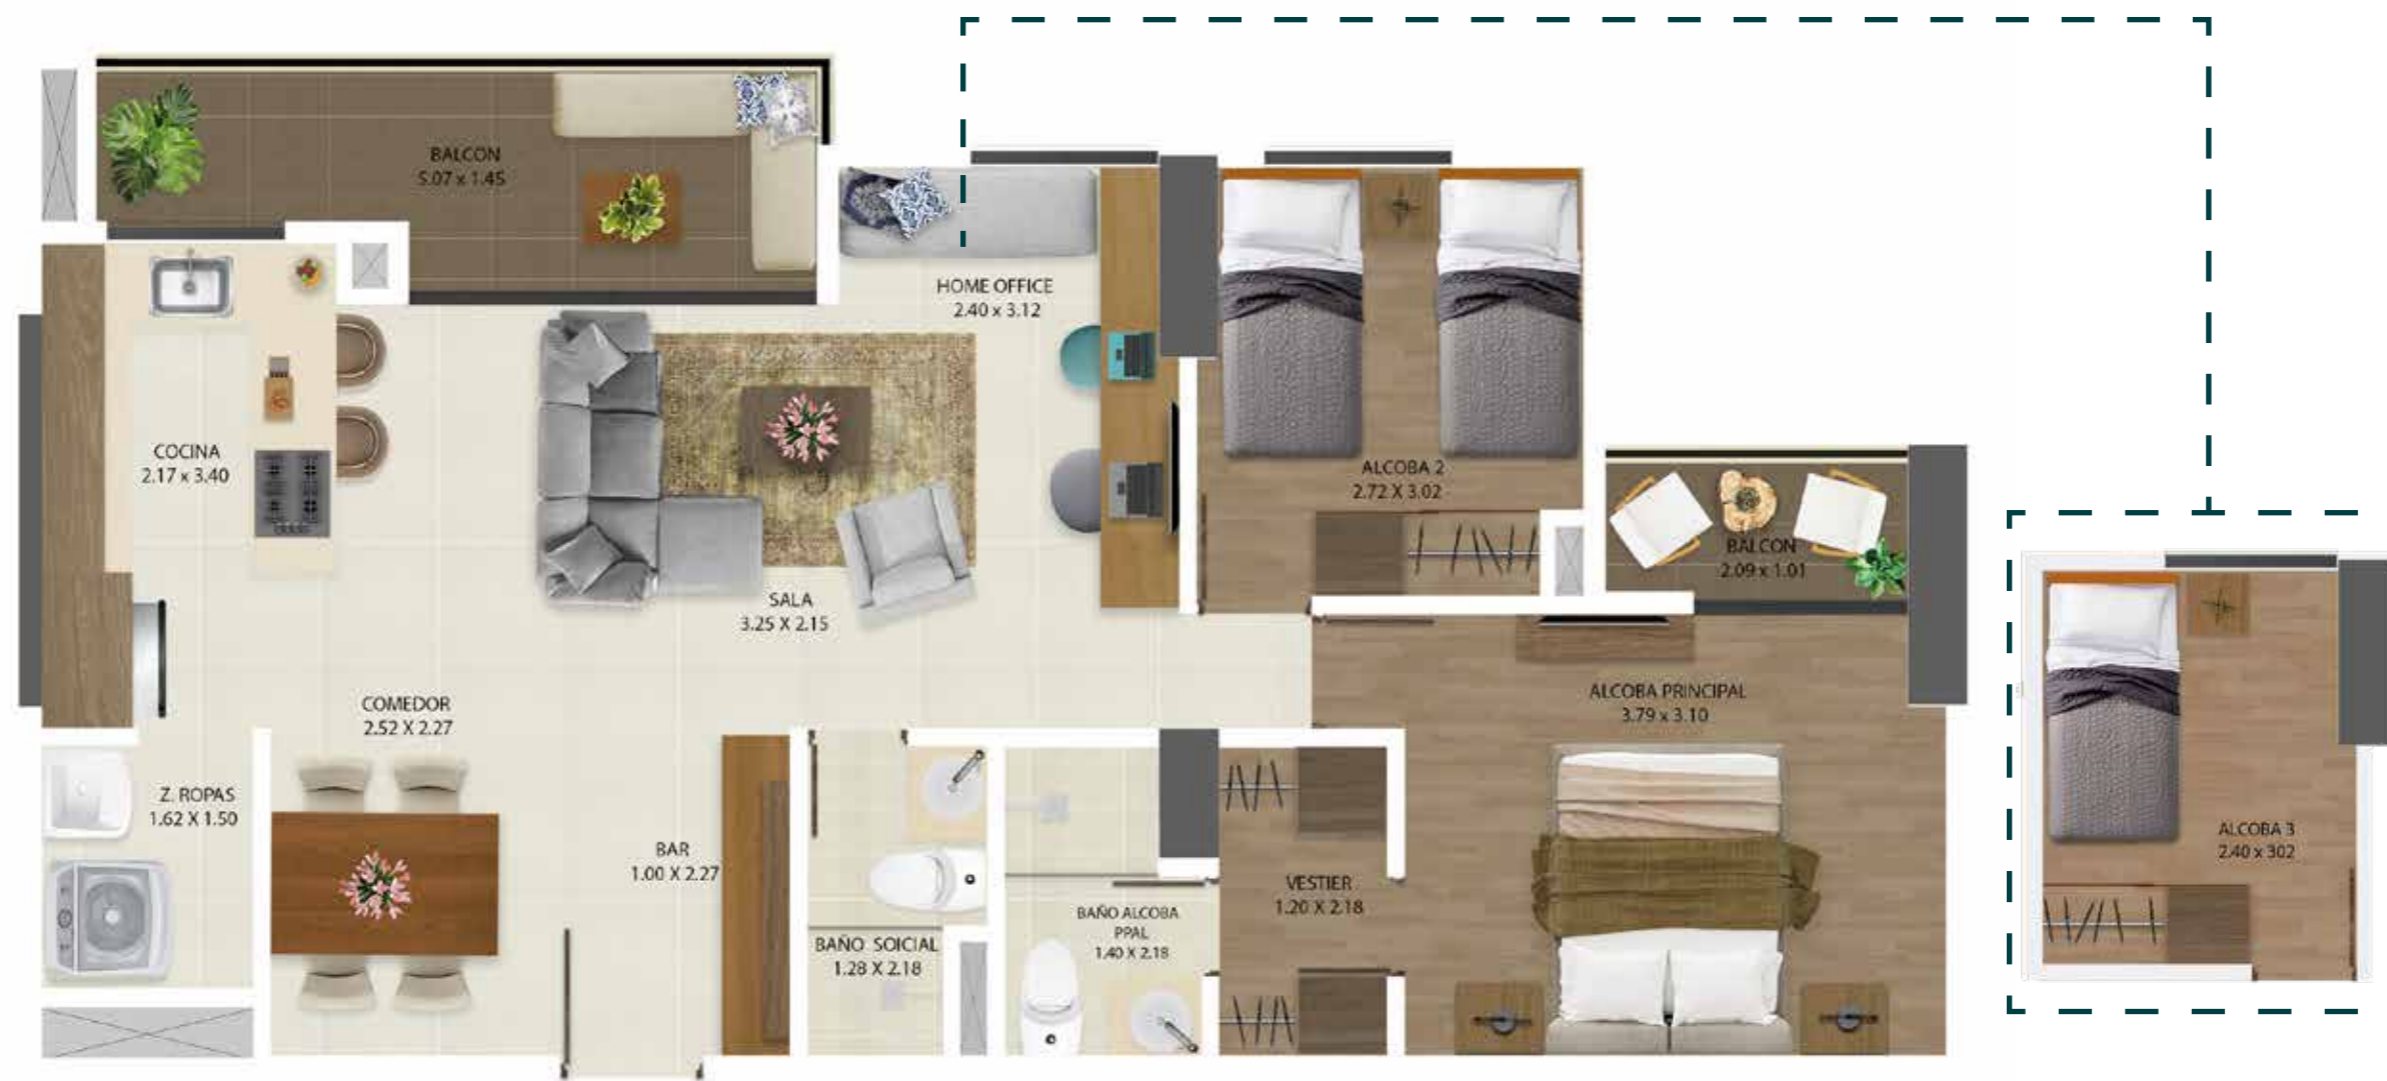 BALCON
5.07 x 1.45
HOME OFFICE
2.40 x 3.12
COCINA
2.17 x 3.40
ALCOBA 2
2.72 X 3.02
BALCON
2.09 x 1.01
SALA
3.25 X 2.15
COMEDOR
2.52 X 2.27
ALCOBA PRINCIPAL
3.79 x 3.10
Z. ROPAS
1.62 X 1.50
BAR
1.00 X 2.27
VESTIER
1.20 X 2.18
BAÑO SOICIAL
1.28 X 2.18
BAÑO ALCOBA
PPAL
1.40 X 2.18
ALCOBA 3
2.40 x 302